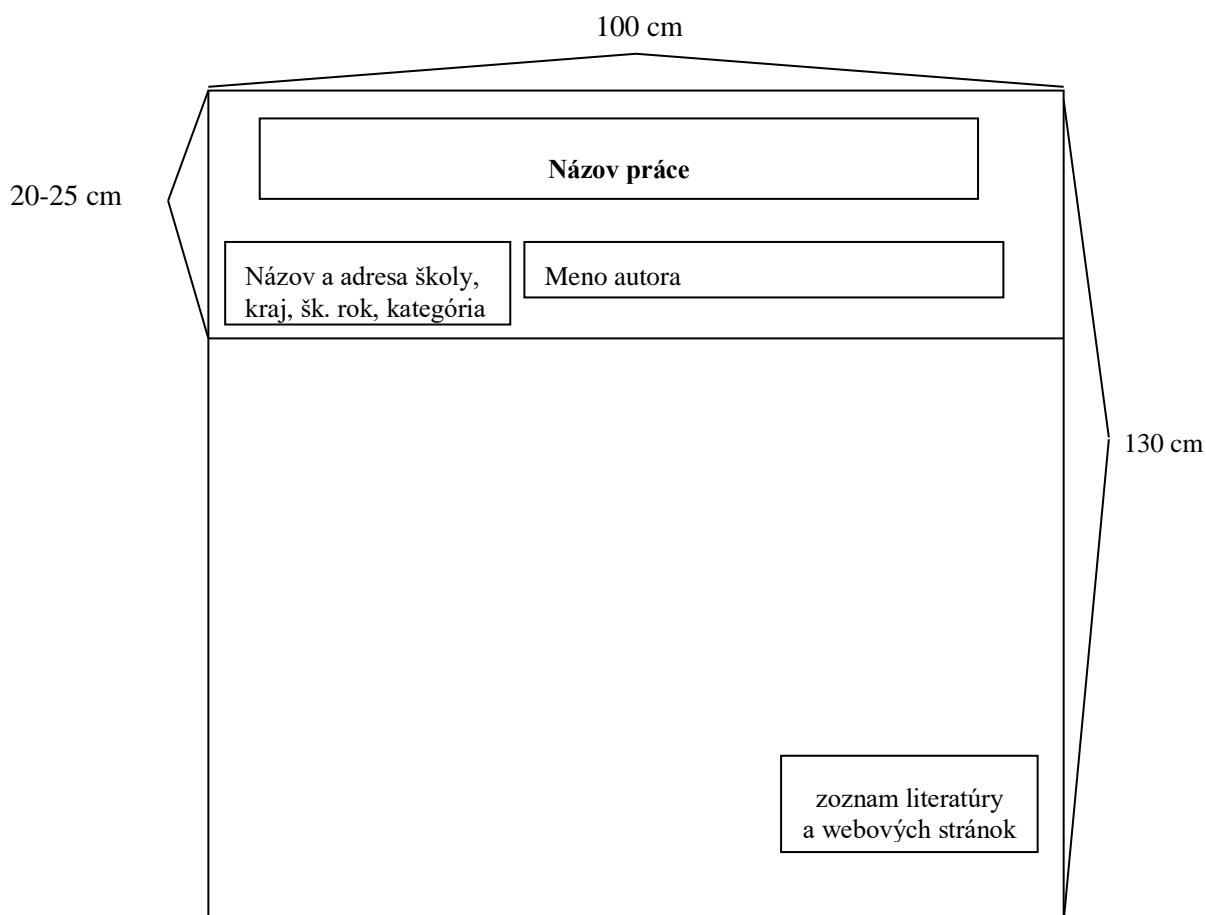 100 cm
Názov práce
20-25 cm
Názov a adresa školy,
kraj, šk. rok, kategória
Meno autora
130 cm
zoznam literatúry
a webových stránok